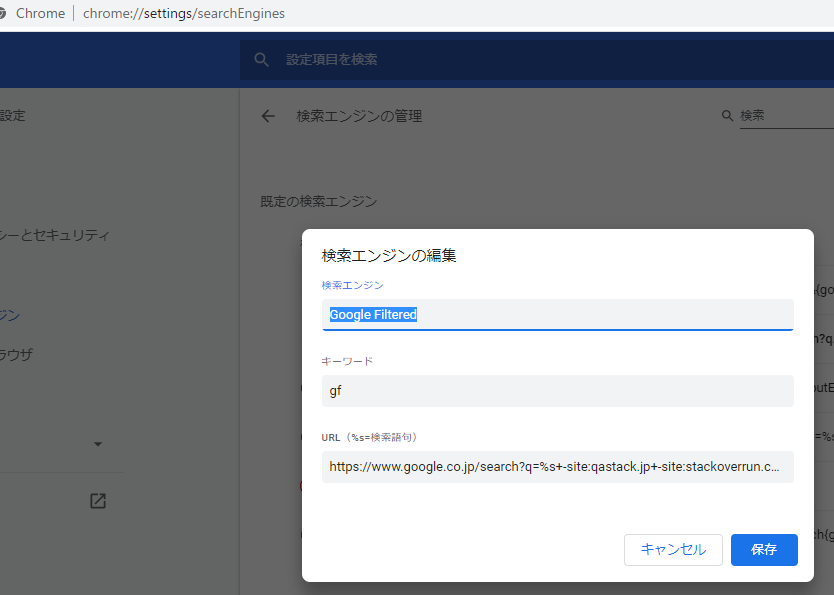 Chrome chrome://settings/searchEngines
設定項目を検索
設定
検索エンジンの管理
検索
既定の検索エンジン
シーとセキュリティ
検索エンジンの編集
検索エンジン
Google Filtered
ジン
ラウザ
キーワード
gf
URL（%s=検索語句）
https://www.google.co.jp/search?q=%s+-site:qastack.jp+-site:stackoverrun.c...
キャンセル
保存